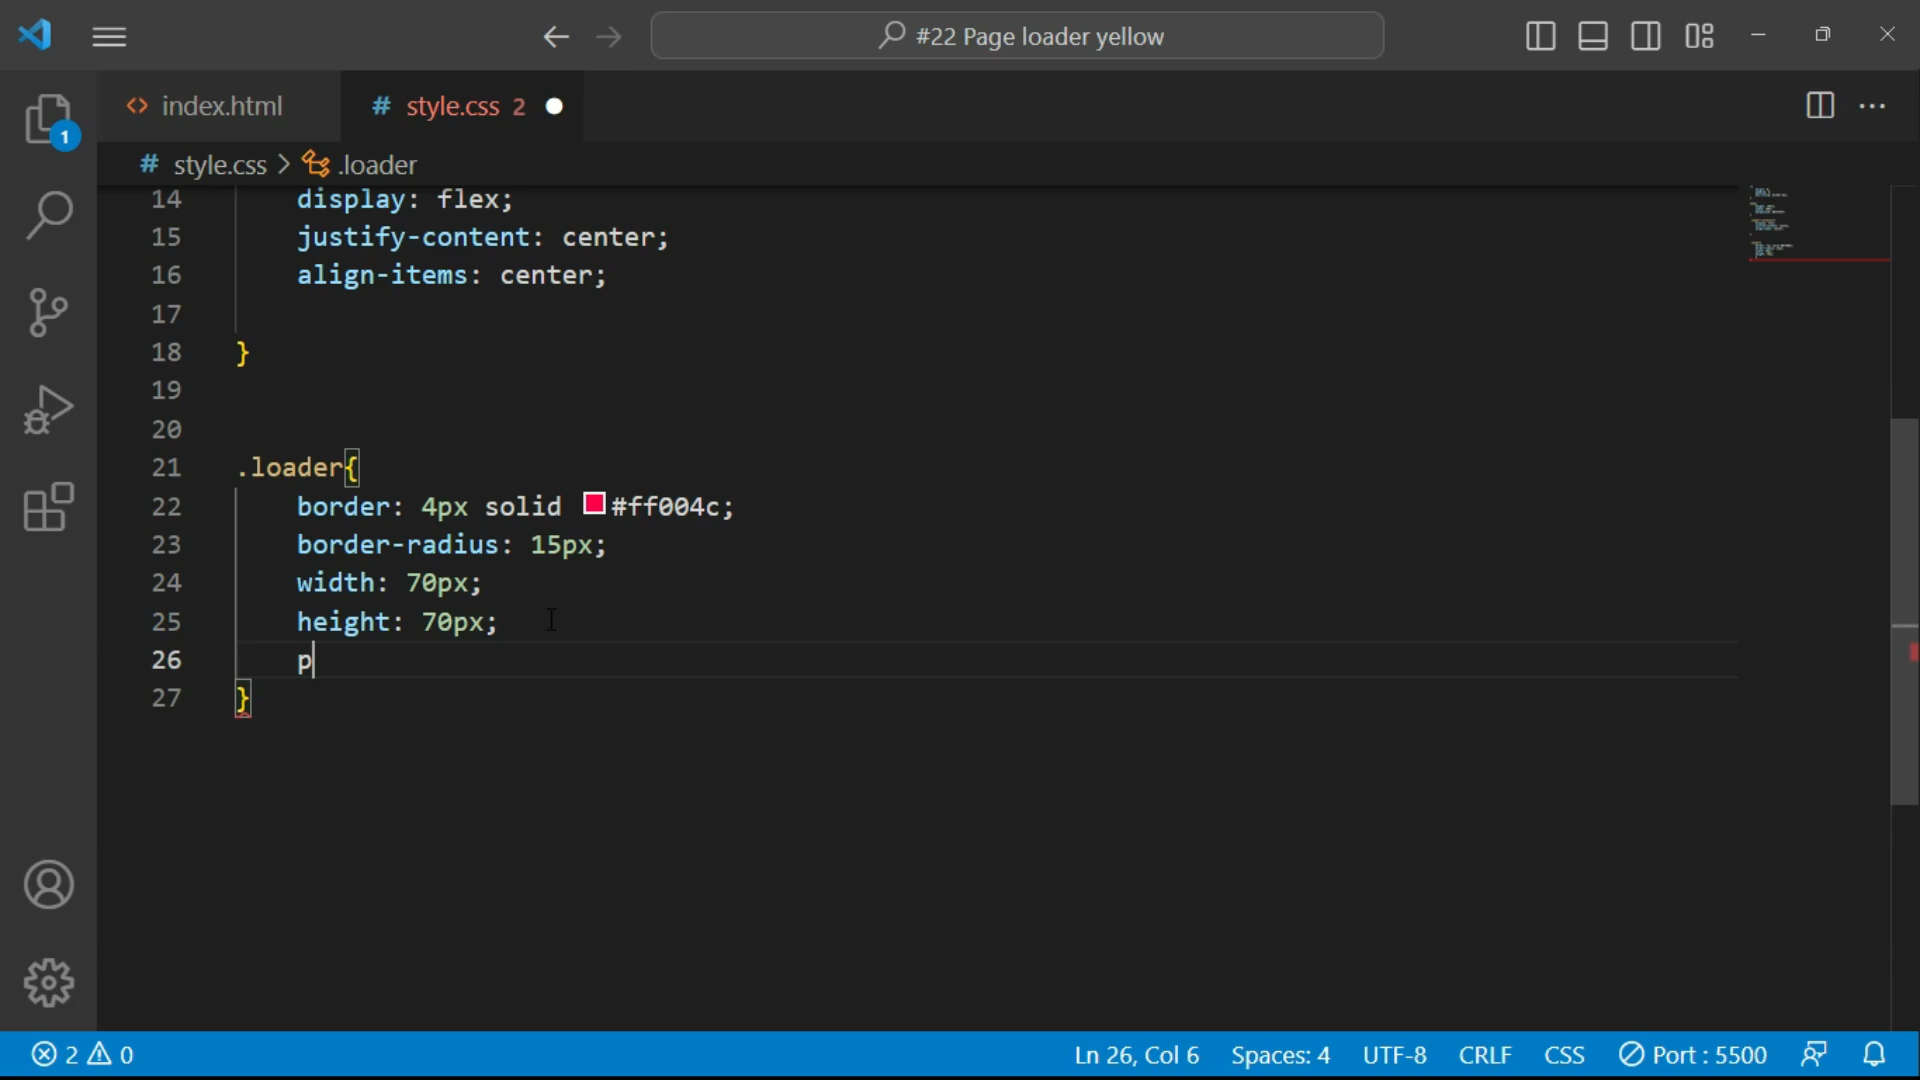 #22 Page loader yellow
1
index.html
# style.css 2
# style.css > .loader
14 display: flex;
15 justify-content: center;
16 align-items: center;
17
18 }
19
20
21 .loader{
22 border: 4px solid #ff004c;
23 border-radius: 15px;
24 width: 70px;
25 height: 70px;
26 p
27 }
2 0 Ln 26, Col 6 Spaces: 4 UTF-8 CRLF CSS Port : 5500